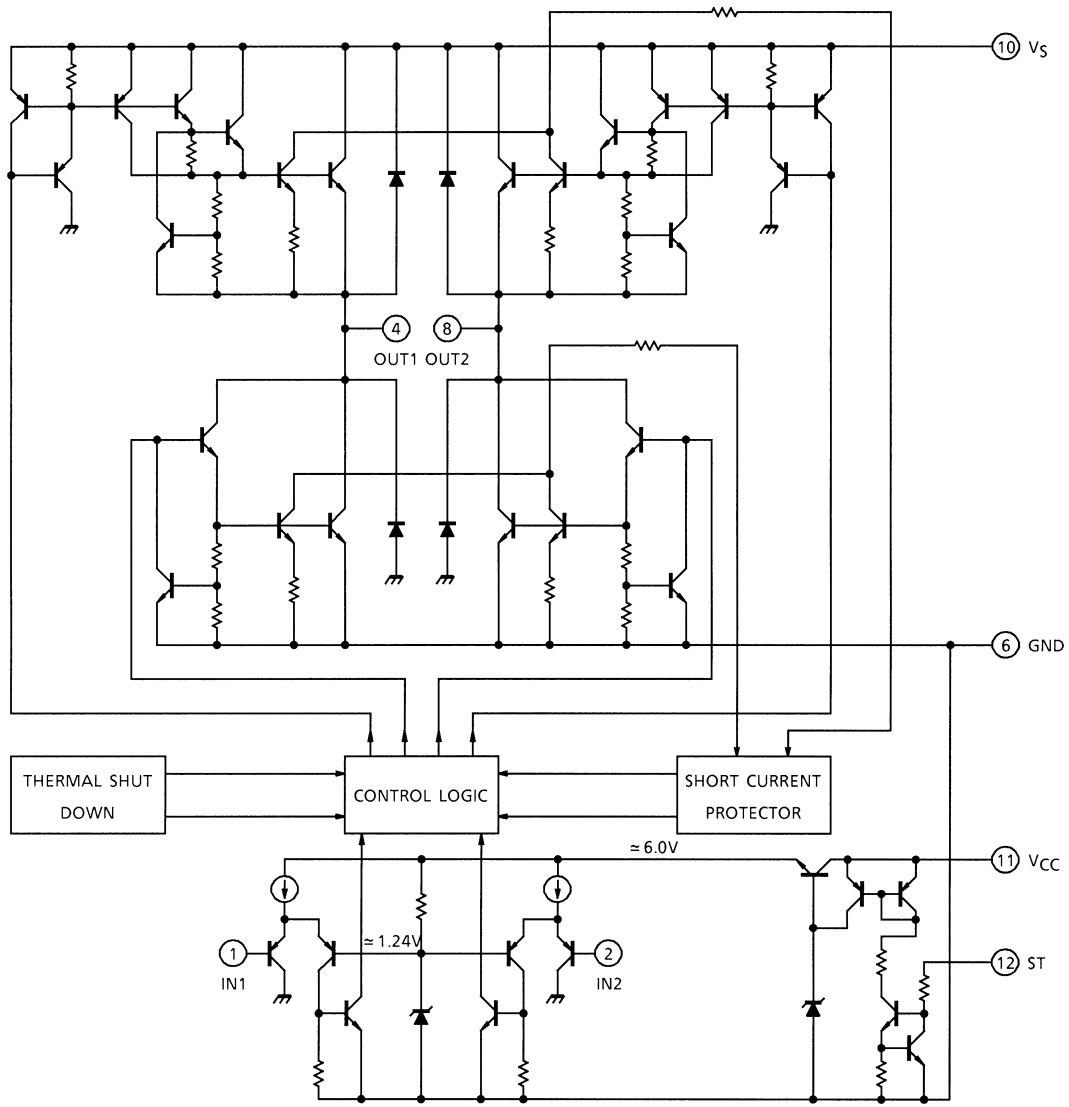 10 VS
4 8
OUT1 OUT2
6 GND
THERMAL SHUT
DOWN
CONTROL LOGIC
SHORT CURRENT
PROTECTOR
≃6.0V
11 VCC
≃1.24V
1
IN1
2
IN2
12 ST